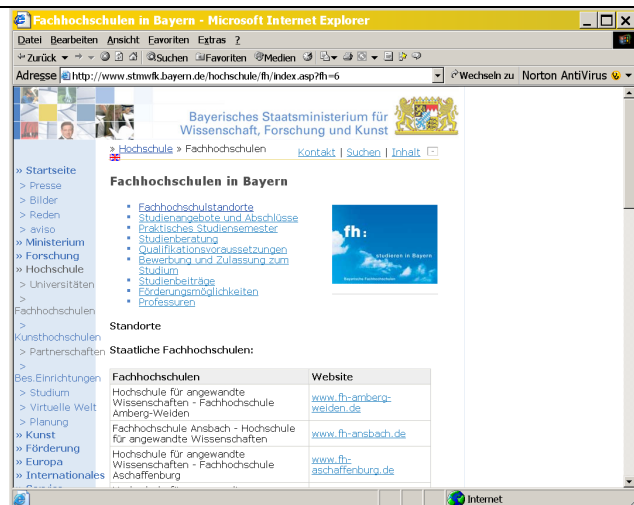 Fachhochschulen in Bayern - Microsoft Internet Explorer
Datei Bearbeiten Ansicht Favoriten Extras ?
Zurück Suchen Favoriten Medien
Adresse http://www.stmwfk.bayern.de/hochschule/fh/index.asp?fh=6 Wechseln zu Norton AntiVirus
Bayerisches Staatsministerium für
Wissenschaft, Forschung und Kunst
» Hochschule » Fachhochschulen
Kontakt | Suchen | Inhalt
» Startseite
> Presse
> Bilder
> Reden
> aviso
» Ministerium
» Forschung
» Hochschule
> Universitäten
>
Fachhochschulen
>
Kunsthochschulen
> Partnerschaften
>
Bes.Einrichtungen
> Studium
> Virtuelle Welt
> Planung
» Kunst
» Förderung
» Europa
» Internationales
» Service
Fachhochschulen in Bayern
Fachhochschulstandorte
Studienangebote und Abschlüsse
Praktisches Studiensemester
Studienberatung
Qualifikationsvoraussetzungen
Bewerbung und Zulassung zum
Studium
Studienbeiträge
Förderungsmöglichkeiten
Professuren
fh:
studieren in Bayern
Bayerische Fachhochschulen
Standorte
Staatliche Fachhochschulen:
Fachhochschulen Website
Hochschule für angewandte
Wissenschaften - Fachhochschule
Amberg-Weiden
www.fh-amberg-
weiden.de
Fachhochschule Ansbach - Hochschule
für angewandte Wissenschaften
www.fh-ansbach.de
Hochschule für angewandte
Wissenschaften - Fachhochschule
Aschaffenburg
www.fh-
aschaffenburg.de
Internet